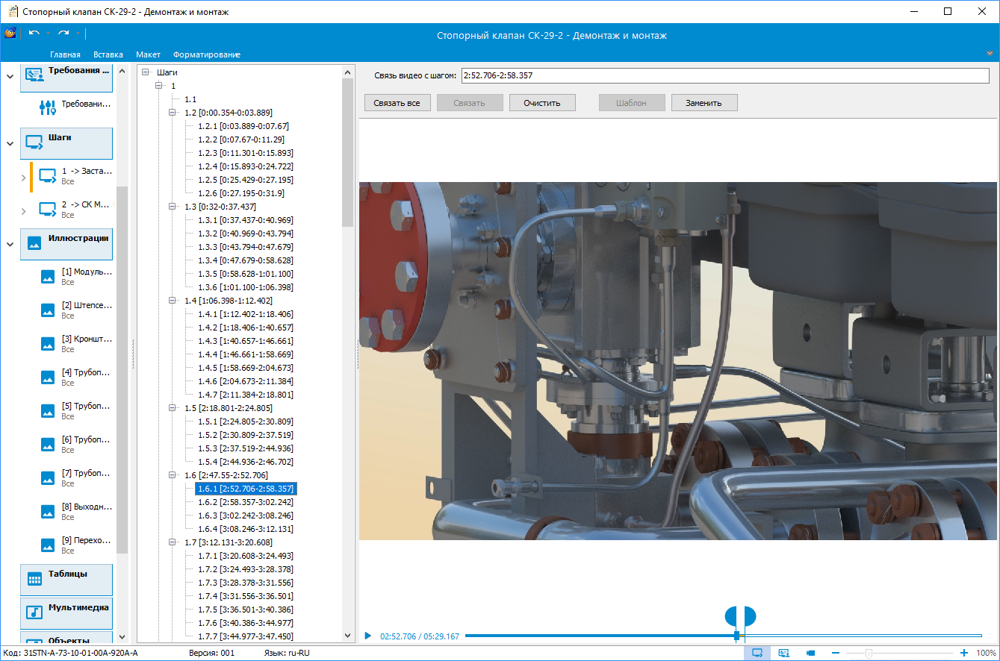 Стопорный клапан СК-29-2 - Демонтаж и монтаж
Стопорный клапан СК-29-2 - Демонтаж и монтаж
Главная Вставка Макет Форматирование
Требования ...
Требовани...
Шаги
1 -> Заста...
Все
2 -> СК М...
Все
Иллюстрации
[1] Модуль...
Все
[2] Штепсе...
Все
[3] Кроншт...
Все
[4] Трубоп...
Все
[5] Трубоп...
Все
[6] Трубоп...
Все
[7] Трубоп...
Все
[8] Выходн...
Все
[9] Перехо...
Все
Таблицы
Мультимедиа
Объекты
Шаги
1
1.1
1.2 [0:00.354-0:03.889]
1.2.1 [0:03.889-0:07.67]
1.2.2 [0:07.67-0:11.29]
1.2.3 [0:11.301-0:15.893]
1.2.4 [0:15.893-0:24.722]
1.2.5 [0:25.429-0:27.195]
1.2.6 [0:27.195-0:31.9]
1.3 [0:32-0:37.437]
1.3.1 [0:37.437-0:40.969]
1.3.2 [0:40.969-0:43.794]
1.3.3 [0:43.794-0:47.679]
1.3.4 [0:47.679-0:58.628]
1.3.5 [0:58.628-1:01.100]
1.3.6 [1:01.100-1:06.398]
1.4 [1:06.398-1:12.402]
1.4.1 [1:12.402-1:18.406]
1.4.2 [1:18.406-1:40.657]
1.4.3 [1:40.657-1:46.661]
1.4.4 [1:46.661-1:58.669]
1.4.5 [1:58.669-2:04.673]
1.4.6 [2:04.673-2:11.384]
1.4.7 [2:11.384-2:18.801]
1.5 [2:18.801-2:24.805]
1.5.1 [2:24.805-2:30.809]
1.5.2 [2:30.809-2:37.519]
1.5.3 [2:37.519-2:44.936]
1.5.4 [2:44.936-2:46.702]
1.6 [2:47.55-2:52.706]
1.6.1 [2:52.706-2:58.357]
1.6.2 [2:58.357-3:02.242]
1.6.3 [3:02.242-3:08.246]
1.6.4 [3:08.246-3:12.131]
1.7 [3:12.131-3:20.608]
1.7.1 [3:20.608-3:24.493]
1.7.2 [3:24.493-3:28.378]
1.7.3 [3:28.378-3:31.556]
1.7.4 [3:31.556-3:36.501]
1.7.5 [3:36.501-3:40.386]
1.7.6 [3:40.386-3:44.977]
1.7.7 [3:44.977-3:47.450]
Связь видео с шагом: 2:52.706-2:58.357
Связать все Связать Очистить Шаблон Заменить
02:52.706 / 05:29.167
Код: 31STN-A-73-10-01-00A-920A-A Версия: 001 Язык: ru-RU 100%